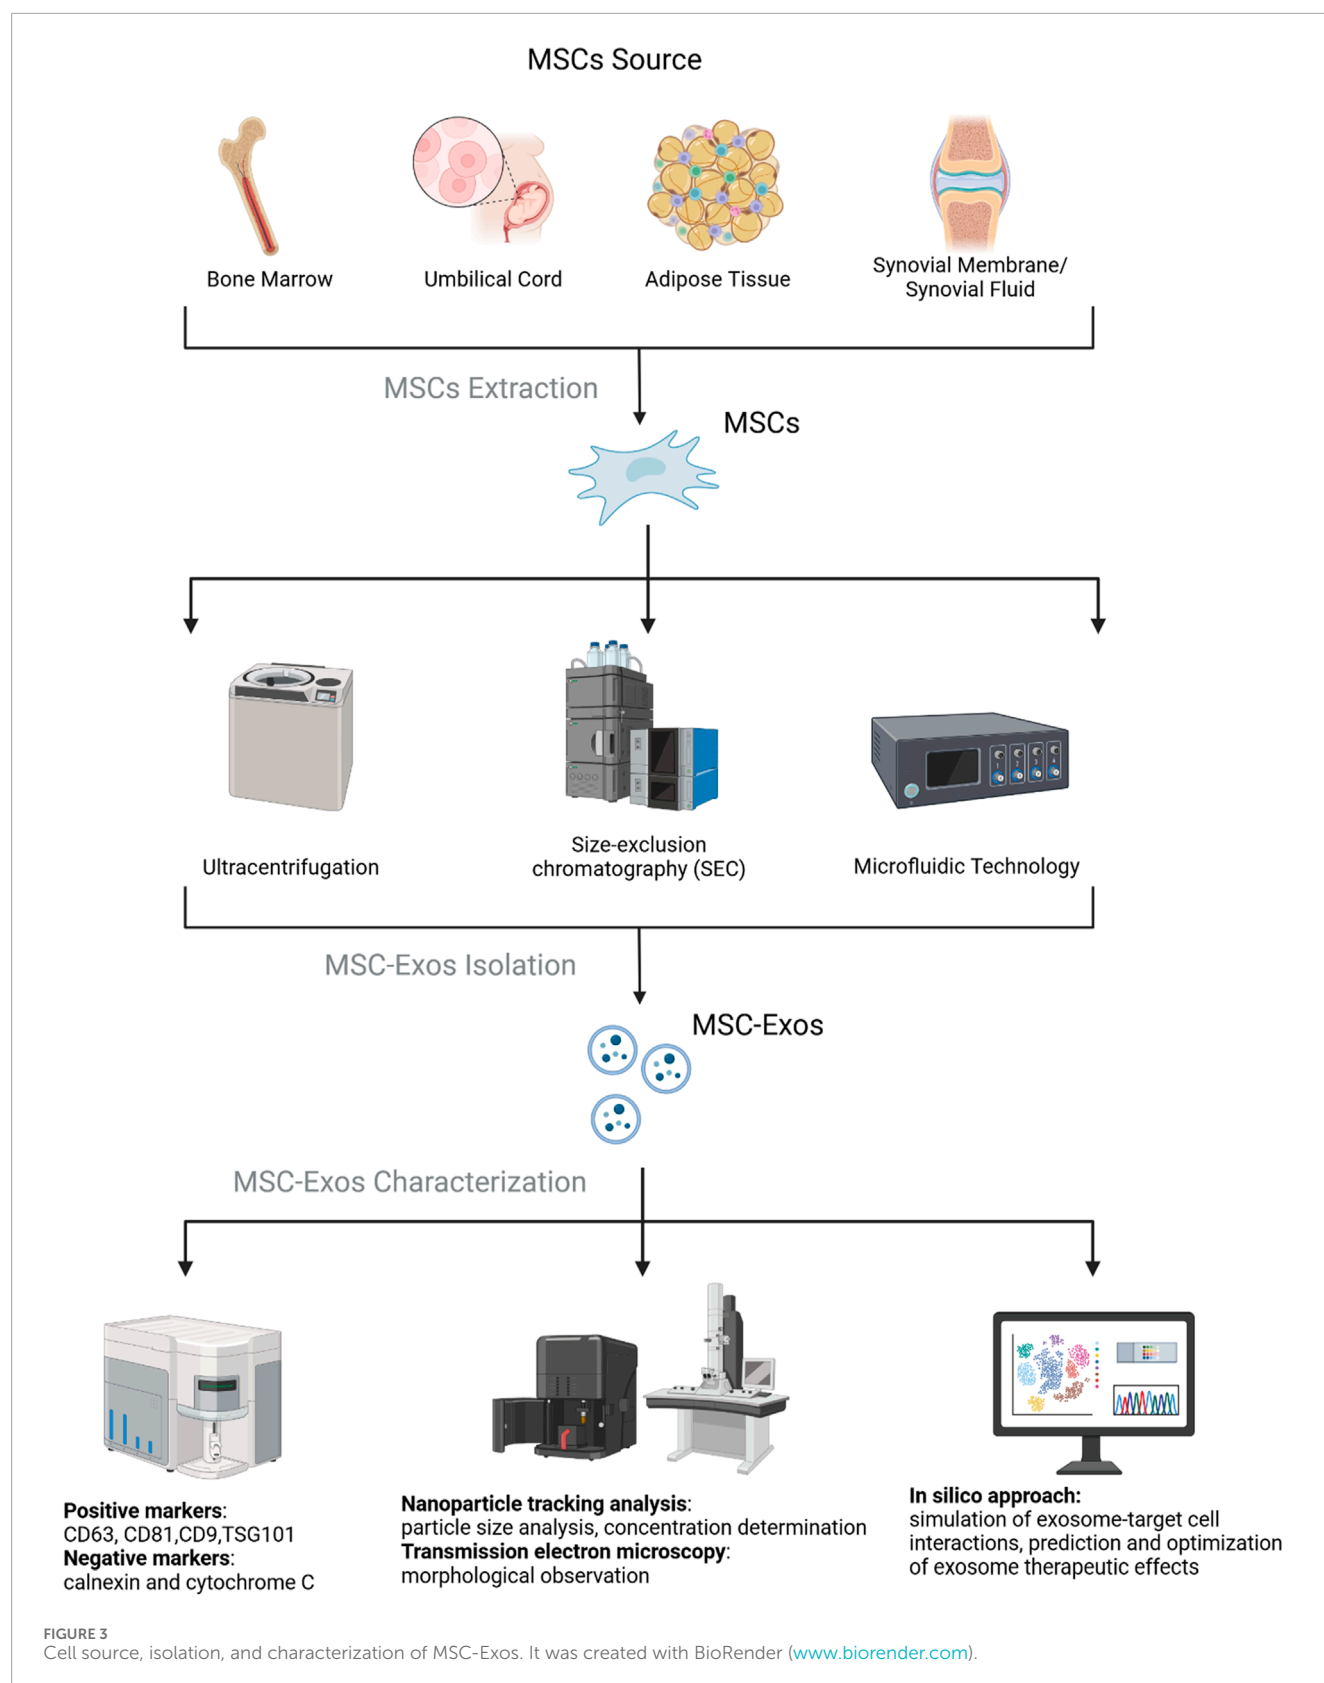 MSCs Source
Bone Marrow
Umbilical Cord
Adipose Tissue
Synovial Membrane/
Synovial Fluid
MSCs Extraction
MSCs
Ultracentrifugation
Size-exclusion
chromatography (SEC)
Microfluidic Technology
1 2 3 4
MSC-Exos Isolation
MSC-Exos
MSC-Exos Characterization
Positive markers:
CD63, CD81,CD9,TSG101
Negative markers:
calnexin and cytochrome C
Nanoparticle tracking analysis:
particle size analysis, concentration determination
Transmission electron microscopy:
morphological observation
In silico approach:
simulation of exosome-target cell
interactions, prediction and optimization
of exosome therapeutic effects
FIGURE 3
Cell source, isolation, and characterization of MSC-Exos. It was created with BioRender (www.biorender.com).